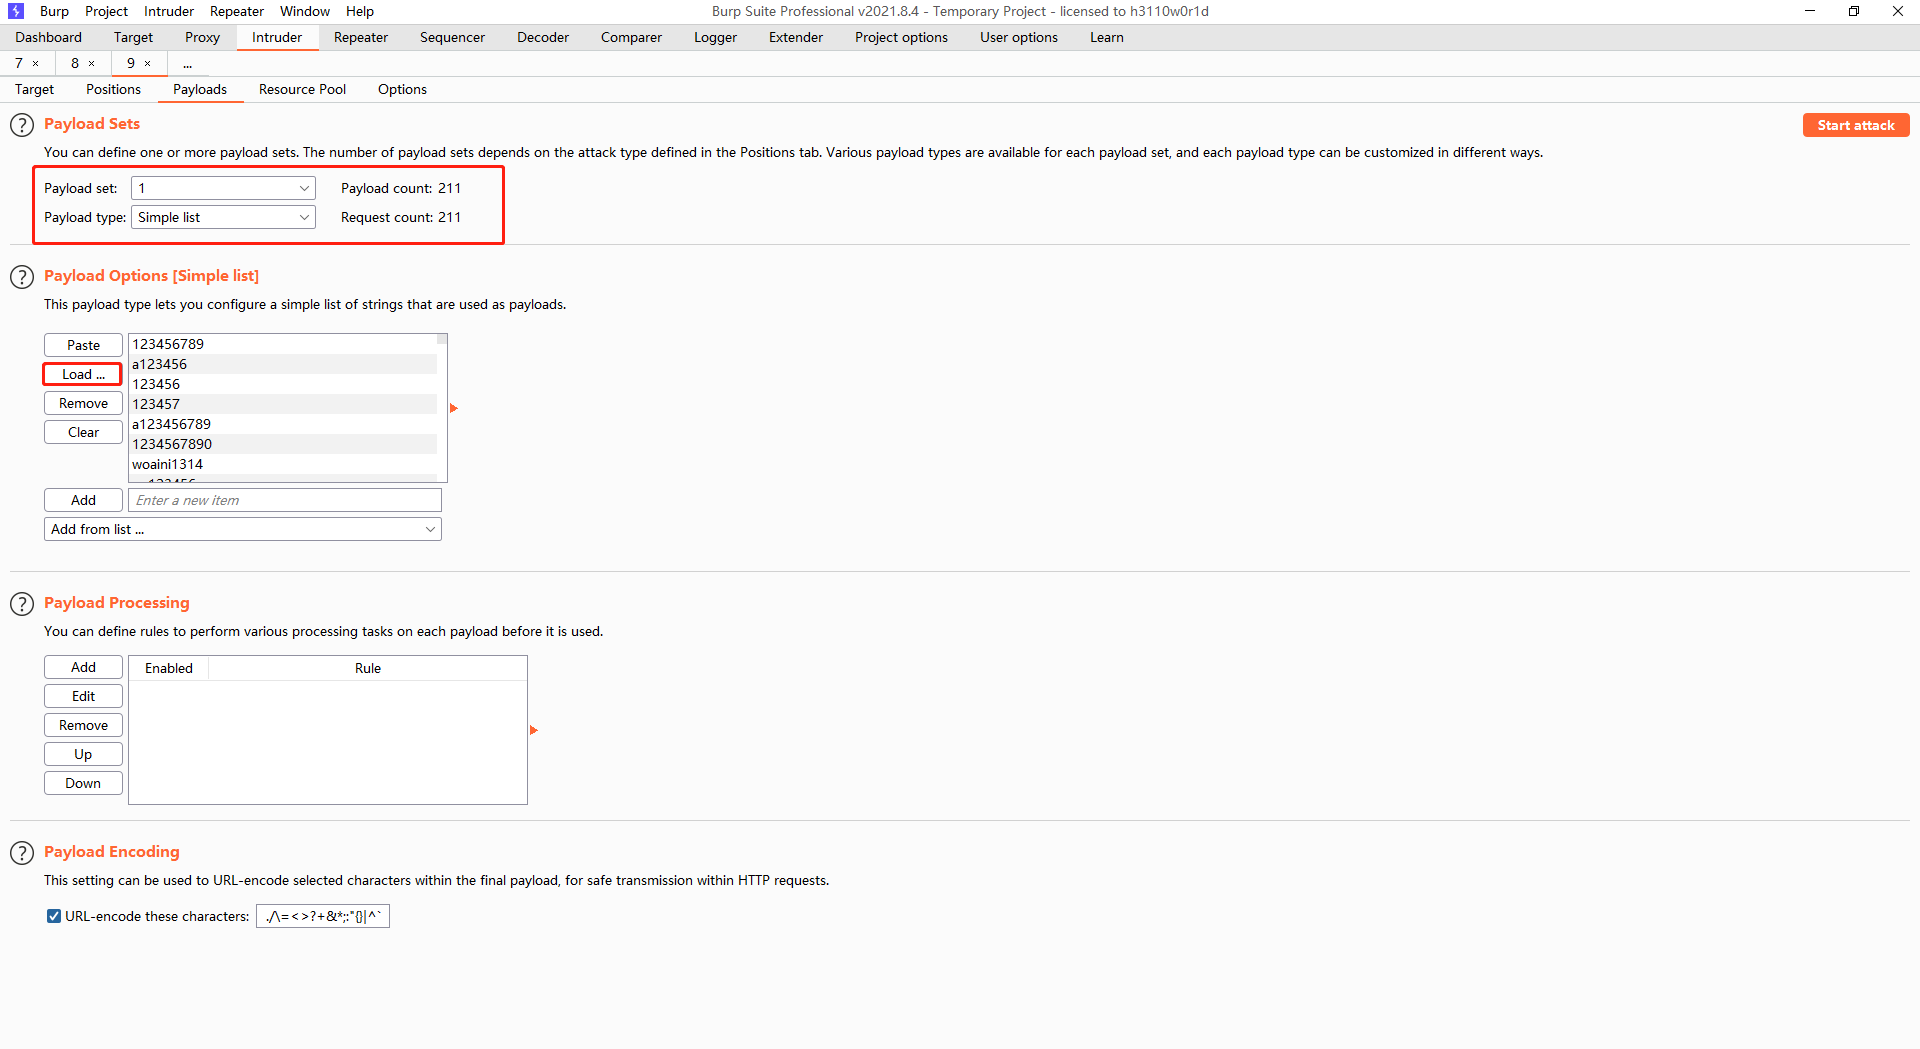 Burp Project Intruder Repeater Window Help Burp Suite Professional v2021.8.4 - Temporary Project - licensed to h3110w0r1d
Dashboard Target Proxy Intruder Repeater Sequencer Decoder Comparer Logger Extender Project options User options Learn
7 × 8 × 9 × ...
Target Positions Payloads Resource Pool Options
? Payload Sets Start attack
You can define one or more payload sets. The number of payload sets depends on the attack type defined in the Positions tab. Various payload types are available for each payload set, and each payload type can be customized in different ways.
Payload set: 1 Payload count: 211
Payload type: Simple list Request count: 211
? Payload Options [Simple list]
This payload type lets you configure a simple list of strings that are used as payloads.
Paste
Load ...
Remove
Clear
123456789
a123456
123456
123457
a123456789
1234567890
woaini1314
Add Enter a new item
Add from list ...
? Payload Processing
You can define rules to perform various processing tasks on each payload before it is used.
Add
Edit
Remove
Up
Down
Enabled Rule
? Payload Encoding
This setting can be used to URL-encode selected characters within the final payload, for safe transmission within HTTP requests.
URL-encode these characters: ./\=<>?+&*;:"{}|^`